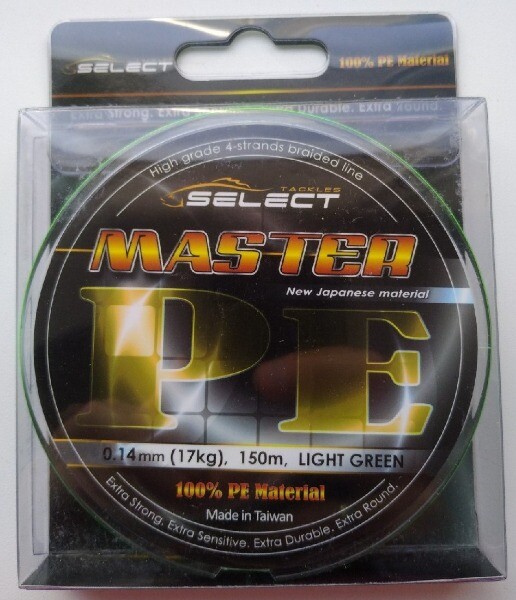 SELECT
100% PE Material
Extra Strong. Extra Durable. Extra Round.
High grade 4-strands braided line
TACKLES
SELECT
MASTER
New Japanese material
PE
0.14mm (17kg), 150m, LIGHT GREEN
100% PE Material
Made in Taiwan
Extra Strong. Extra Sensitive. Extra Durable. Extra Round.